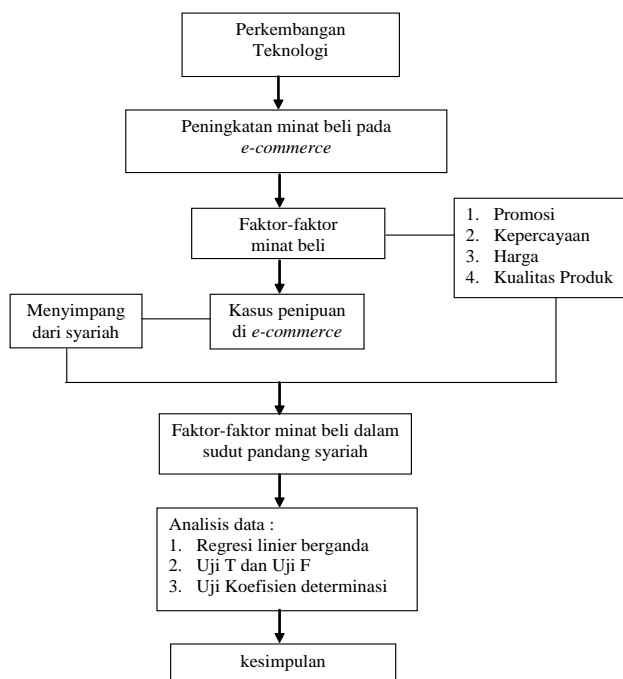 Perkembangan
Teknologi
Peningkatan minat beli pada
e-commerce
Faktor-faktor
minat beli
1. Promosi
2. Kepercayaan
3. Harga
4. Kualitas Produk
Menyimpang
dari syariah
Kasus penipuan
di e-commerce
Faktor-faktor minat beli dalam
sudut pandang syariah
Analisis data :
1. Regresi linier berganda
2. Uji T dan Uji F
3. Uji Koefisien determinasi
kesimpulan